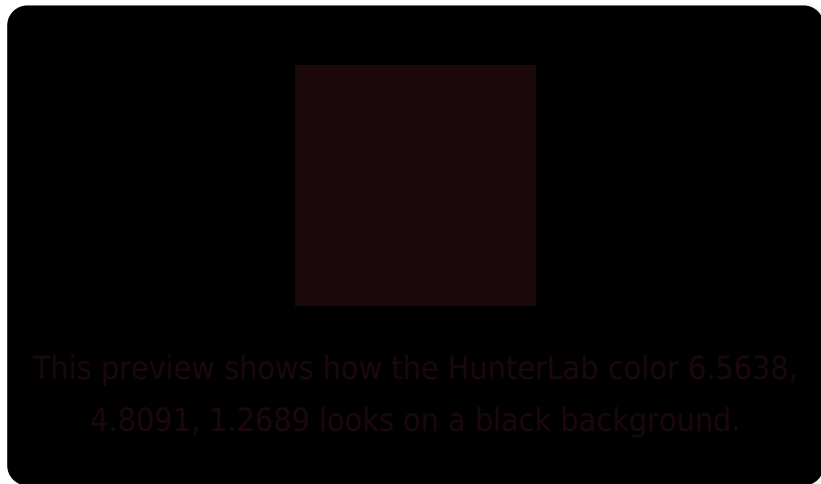 This preview shows how the HunterLab color 6.5638,
4.8091, 1.2689 looks on a black background.